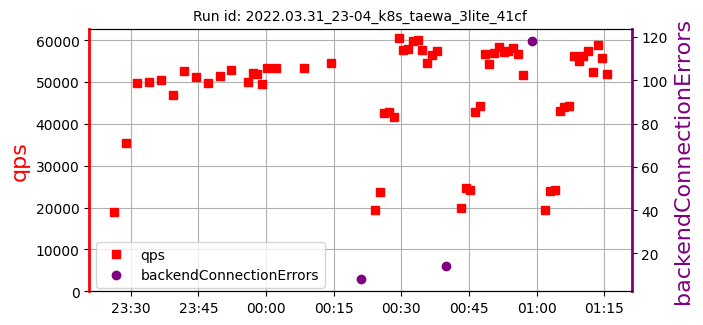 Run id: 2022.03.31_23-04_k8s_taewa_3lite_41cf
60000
50000
40000
30000
20000
10000
0
qps
120
100
80
60
40
20
backendConnectionErrors
qps
backendConnectionErrors
23:30 23:45 00:00 00:15 00:30 00:45 01:00 01:15